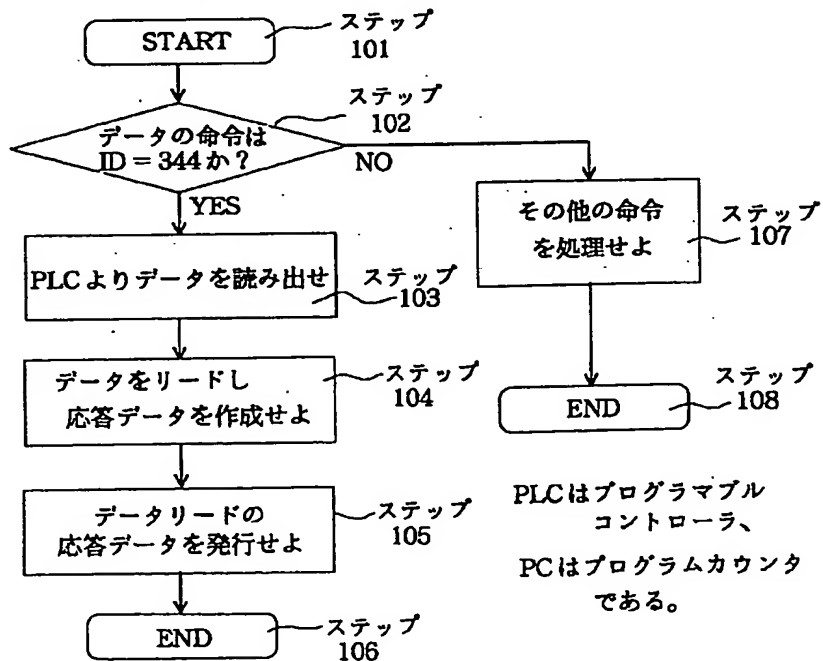 START
ステップ
101
データの命令は
ID = 344か?
ステップ
102
NO
YES
PLCよりデータを読み出せ
ステップ
103
データをリードし
応答データを作成せよ
ステップ
104
データリードの
応答データを発行せよ
ステップ
105
END
ステップ
106
その他の命令
を処理せよ
ステップ
107
END
ステップ
108
PLCはプログラマブル
コントローラ、
PCはプログラムカウンタ
である。